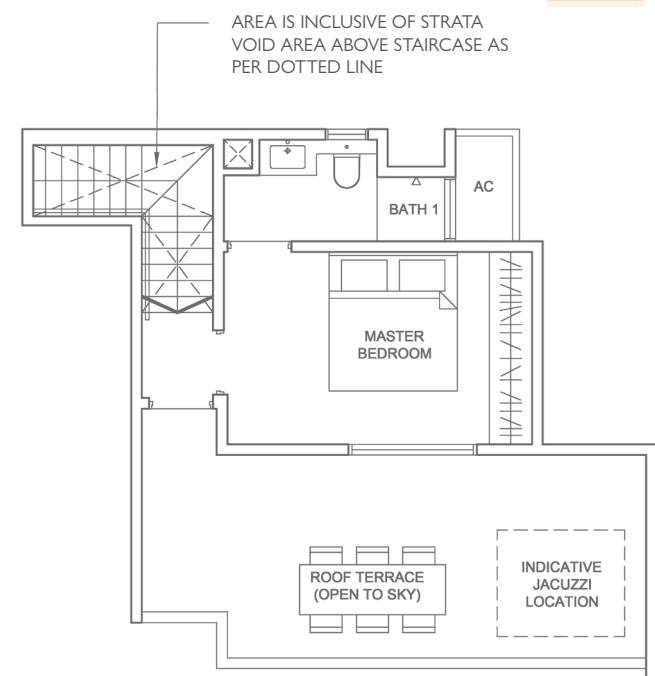 AREA IS INCLUSIVE OF STRATA
VOID AREA ABOVE STAIRCASE AS
PER DOTTED LINE
AC
BATH 1
MASTER
BEDROOM
ROOF TERRACE
(OPEN TO SKY)
INDICATIVE
JACUZZI
LOCATION